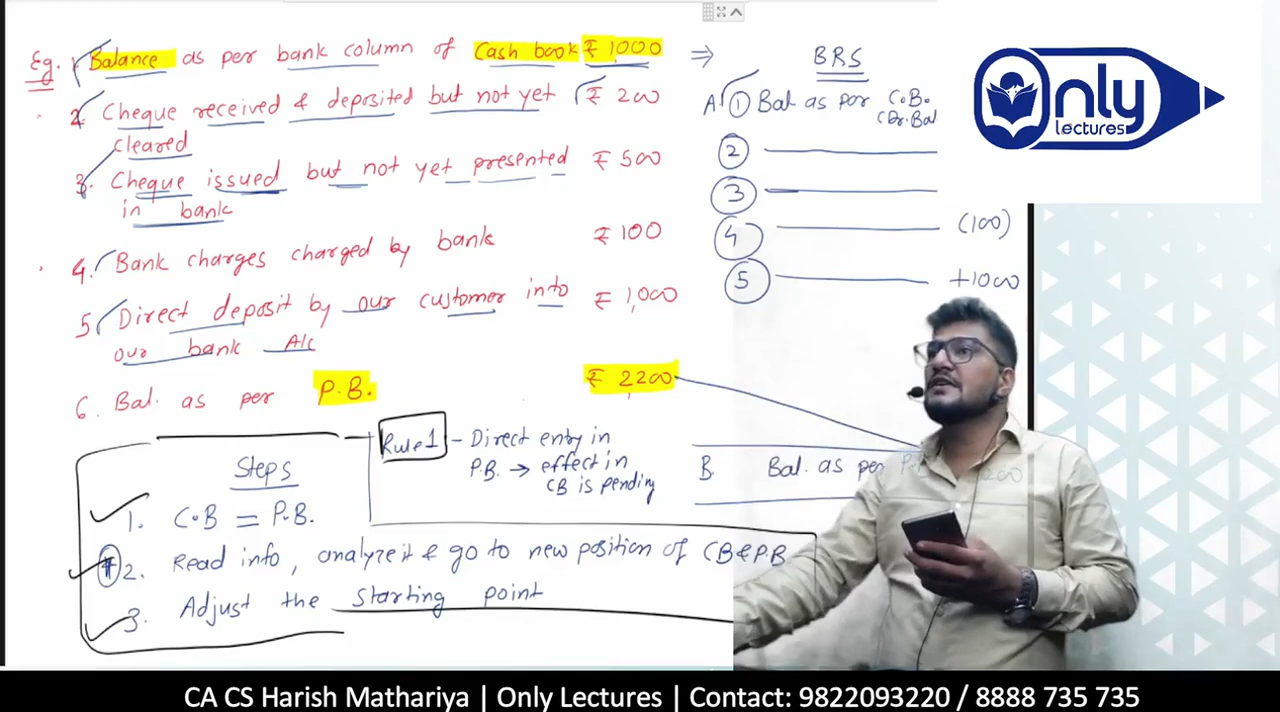 Eg. 1. Balance as per bank column of Cash book ₹ 1000 ⇒
2. Cheque received & deposited but not yet ₹ 200
cleared
3. Cheque issued but not yet presented ₹ 500
in bank
4. Bank charges charged by bank ₹ 100
5. Direct deposit by our customer into ₹ 1,000
our bank A/c
6. Bal. as per P.B. ₹ 2200
BRS
A 1 Bal as per C.B.
(Dr. Bal
2
3
4 (100)
5 +1000
B. Bal. as per
Rule 1 - Direct entry in
P.B. → effect in
CB is pending
Steps
1. C.B = P.B.
2. Read info, analyze it & go to new position of CB & P.B
3. Adjust the starting point
Only
Lectures
CA CS Harish Mathariya | Only Lectures | Contact: 9822093220 / 8888 735 735